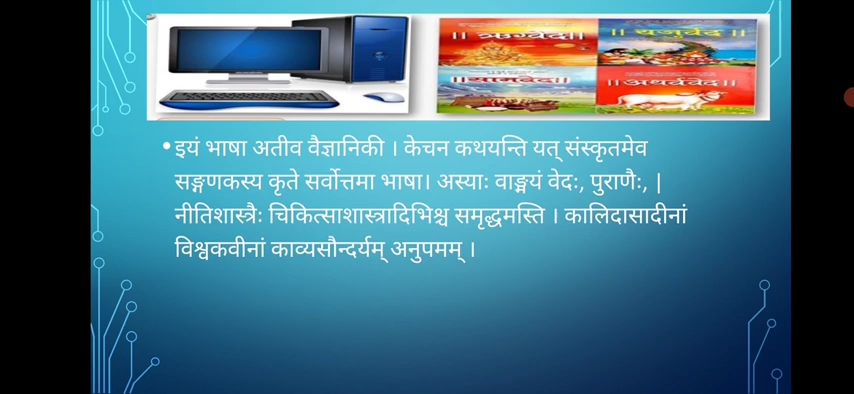 ।। ऋग्वेद।।
।। यजुर्वेद ।।
।।सामवेद।।
।।अथर्ववेद।।
•इयं भाषा अतीव वैज्ञानिकी । केचन कथयन्ति यत् संस्कृतमेव
सङ्गणकस्य कृते सर्वोत्तमा भाषा। अस्याः वाङ्मयं वेदः, पुराणैः, |
नीतिशास्त्रैः चिकित्साशास्त्रादिभिश्च समृद्धमस्ति । कालिदासादीनां
विश्वकवीनां काव्यसौन्दर्यम् अनुपमम् ।